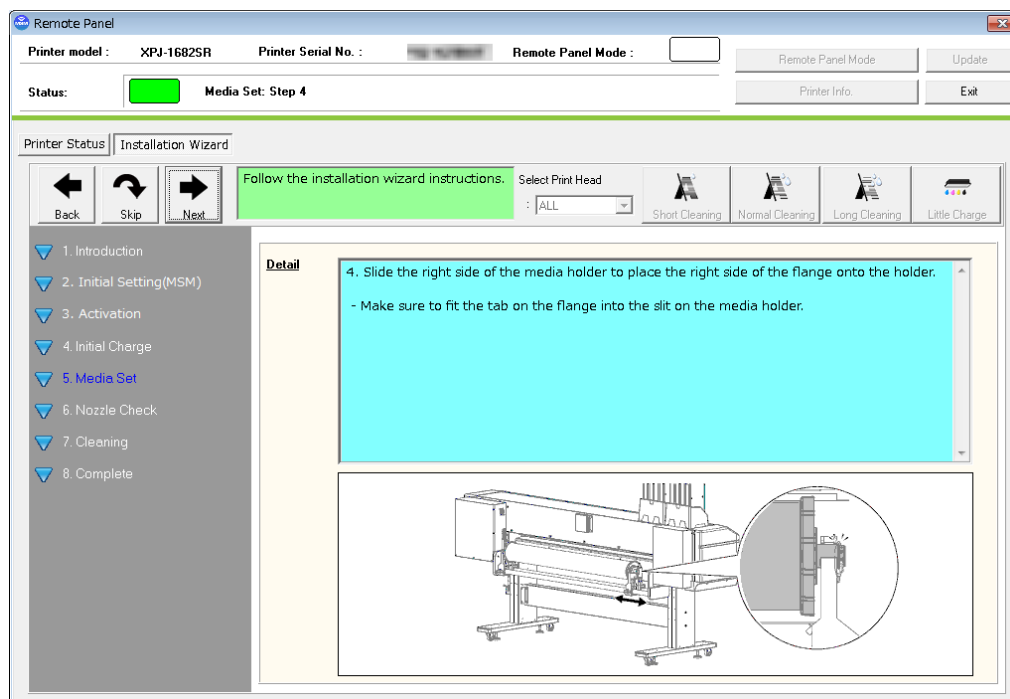 Remote Panel
Printer model : XPJ-1682SR Printer Serial No. : Remote Panel Mode :
Remote Panel Mode Update
Status: Media Set: Step 4
Printer Info. Exit
Printer Status Installation Wizard
Back Skip Next
Follow the installation wizard instructions.
Select Print Head
: ALL
Short Cleaning Normal Cleaning Long Cleaning Little Charge
1. Introduction
2. Initial Setting(MSM)
3. Activation
4. Initial Charge
5. Media Set
6. Nozzle Check
7. Cleaning
8. Complete
Detail
4. Slide the right side of the media holder to place the right side of the flange onto the holder.
- Make sure to fit the tab on the flange into the slit on the media holder.